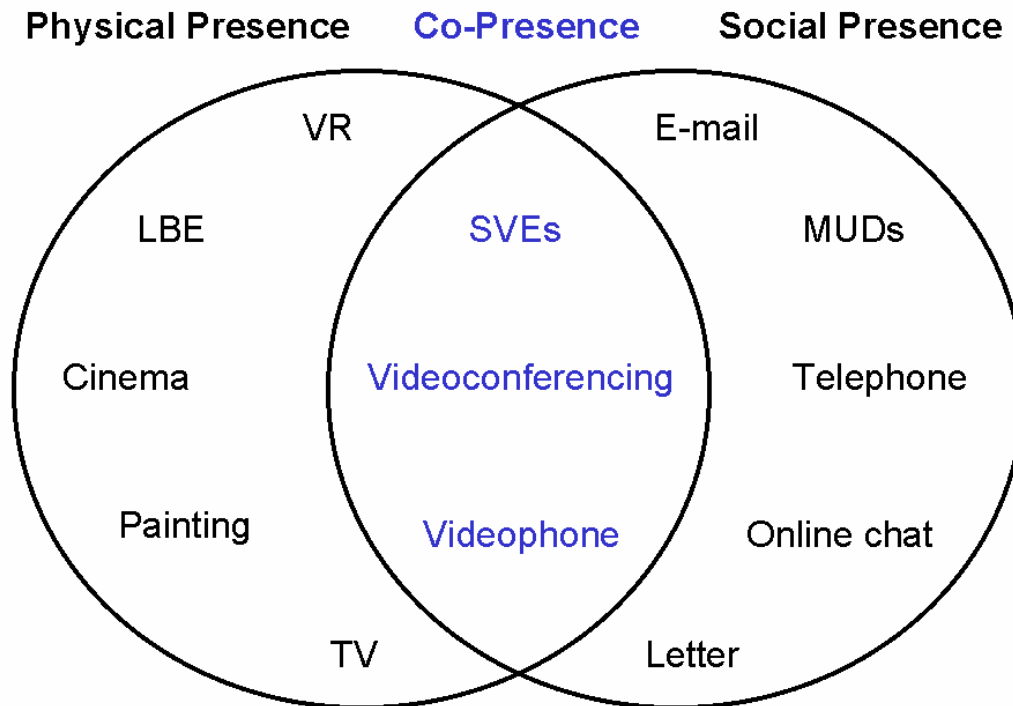 Physical Presence Co-Presence Social Presence
VR E-mail
LBE SVEs MUDs
Cinema Videoconferencing Telephone
Painting Videophone Online chat
TV Letter